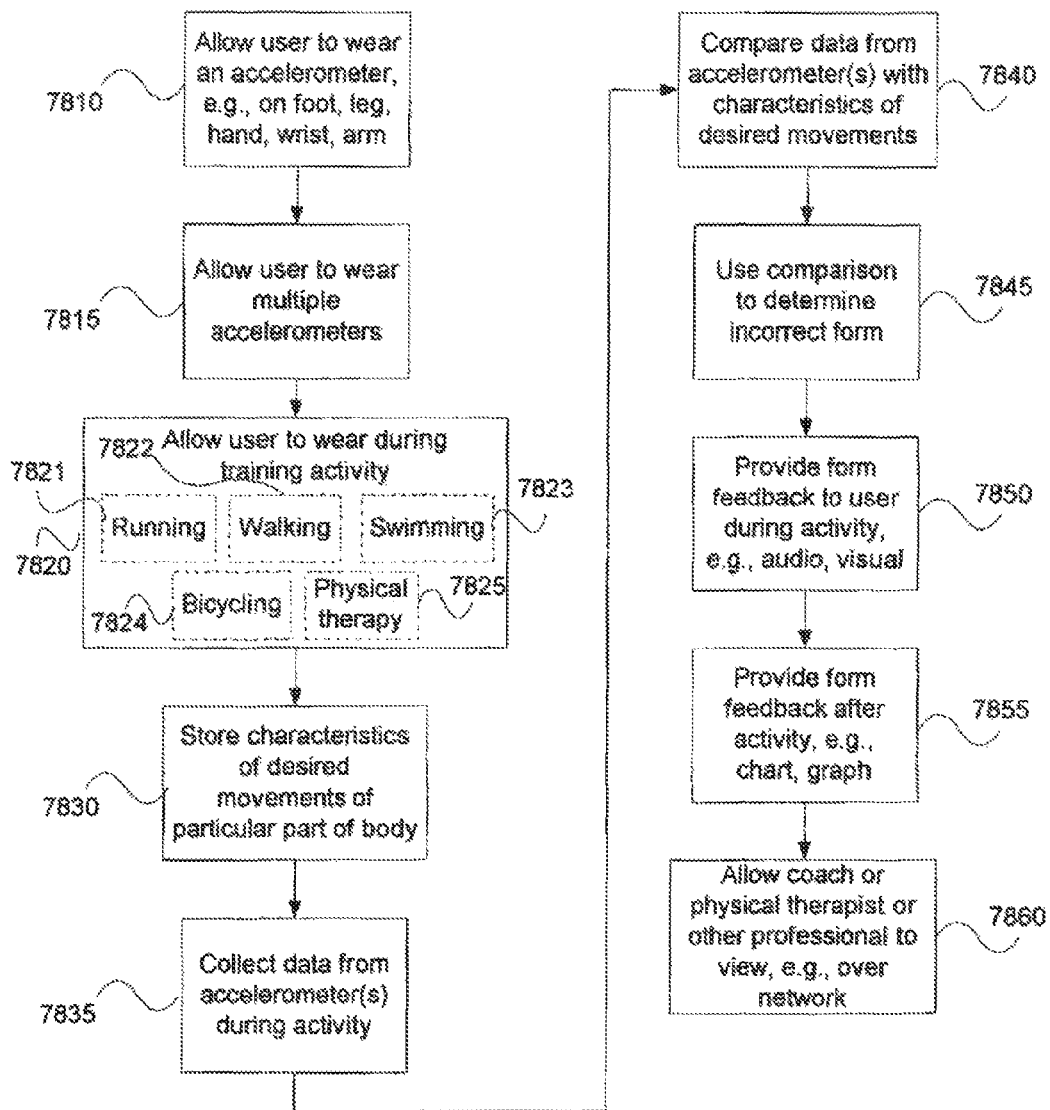 Allow user to wear
an accelerometer,
e.g., on foot, leg,
hand, wrist, arm
7810
Allow user to wear
multiple
accelerometers
7815
Allow user to wear during
training activity
7822
7821
7823
Running
Walking
Swimming
7820
Bicycling
Physical
therapy
7825
7824
Store characteristics
of desired
movements of
particular part of body
7830
Collect data from
accelerometer(s)
during activity
7835
Compare data from
accelerometer(s) with
characteristics of
desired movements
7840
Use comparison
to determine
incorrect form
7845
Provide form
feedback to user
during activity,
e.g., audio, visual
7850
Provide form
feedback after
activity, e.g.,
chart, graph
7855
Allow coach or
physical therapist or
other professional to
view, e.g., over
network
7860